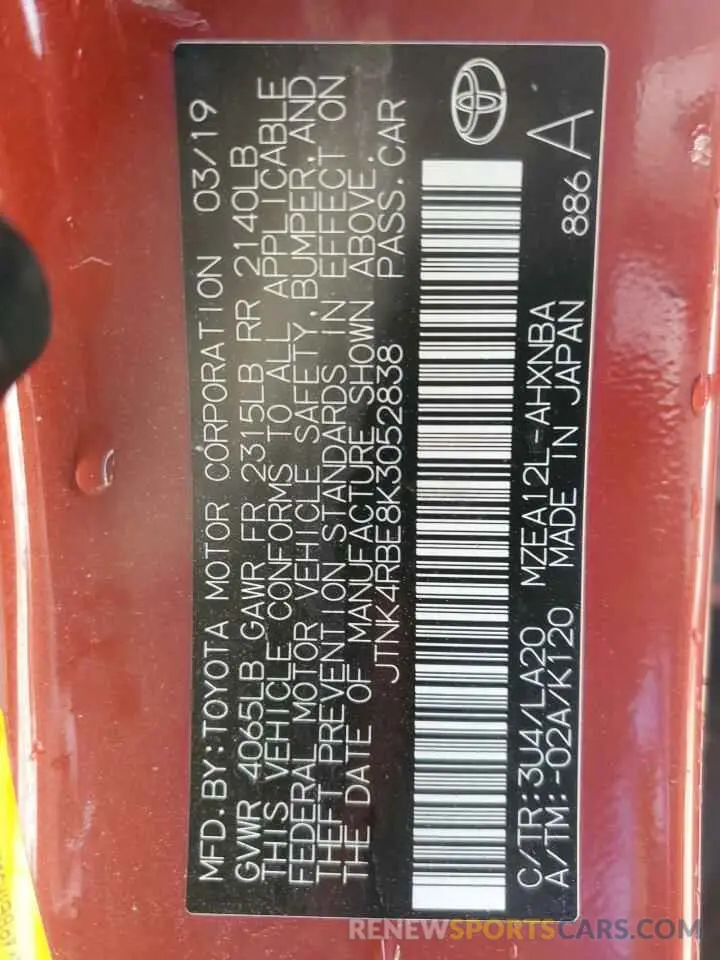 MFD. BY:TOYOTA MOTOR CORPORATION 03/19
GVWR 4065LB GAWR FR 2315LB RR 2140LB
THIS VEHICLE CONFORMS TO ALL APPLICABLE
FEDERAL MOTOR VEHICLE SAFETY, BUMPER, AND
THEFT PREVENTION STANDARDS IN EFFECT ON
THE DATE OF MANUFACTURE SHOWN ABOVE.
JTNK4RBE8K3052838 PASS. CAR
C/TR:3U4/LA20 MZEA12L-AHXNBA
A/TM:-02A/K120 MADE IN JAPAN
886 A
RENEWSPORTSCARS.COM